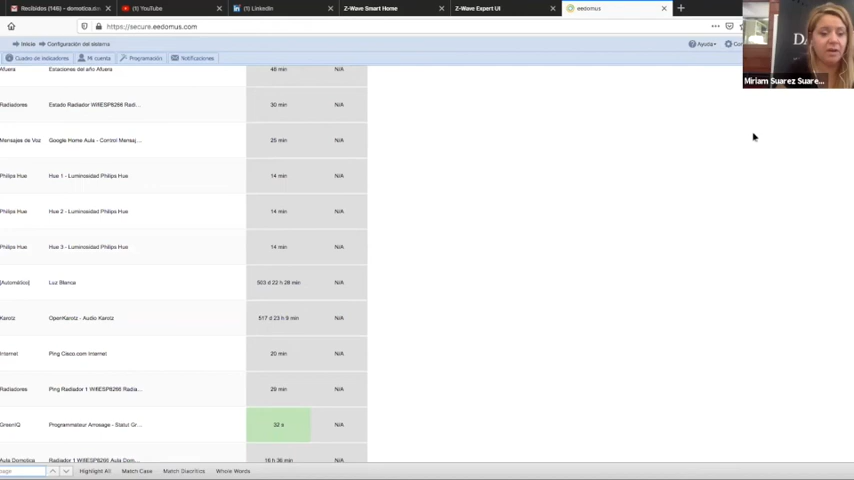 Recibidos (146) - domotica.da
(1) YouTube
(1) LinkedIn
Z-Wave Smart Home
Z-Wave Expert UI
eedomus
https://secure.eedomus.com
Inicio Configuración del sistema
Ayuda
Cuadro de indicadores Mi cuenta Programación Notificaciones
Afuera Estaciones del año Afuera 48 min N/A
Radiadores Estado Radiador WifiESP8266 Radi... 30 min N/A
Mensajes de Voz Google Home Aula - Control Mensaj... 25 min N/A
Philips Hue Hue 1 - Luminosidad Philips Hue 14 min N/A
Philips Hue Hue 2 - Luminosidad Philips Hue 14 min N/A
Philips Hue Hue 3 - Luminosidad Philips Hue 14 min N/A
[Automático] Luz Blanca 503 d 22 h 29 min N/A
Karotz OpenKarotz - Audio Karotz 517 d 23 h 9 min N/A
Internet Ping Cisco com Internet 20 min N/A
Radiadores Ping Radiador 1 WifiESP8266 Radia... 29 min N/A
GreenIQ Programmateur Arrosage - Statut Gr... 32 s N/A
Aula Domotica Radiador 1 WifiESP8266 Aula Dom... 16 h 36 min N/A
Highlight All Match Case Match Diacritics Whole Words
Miriam Suarez Suare...